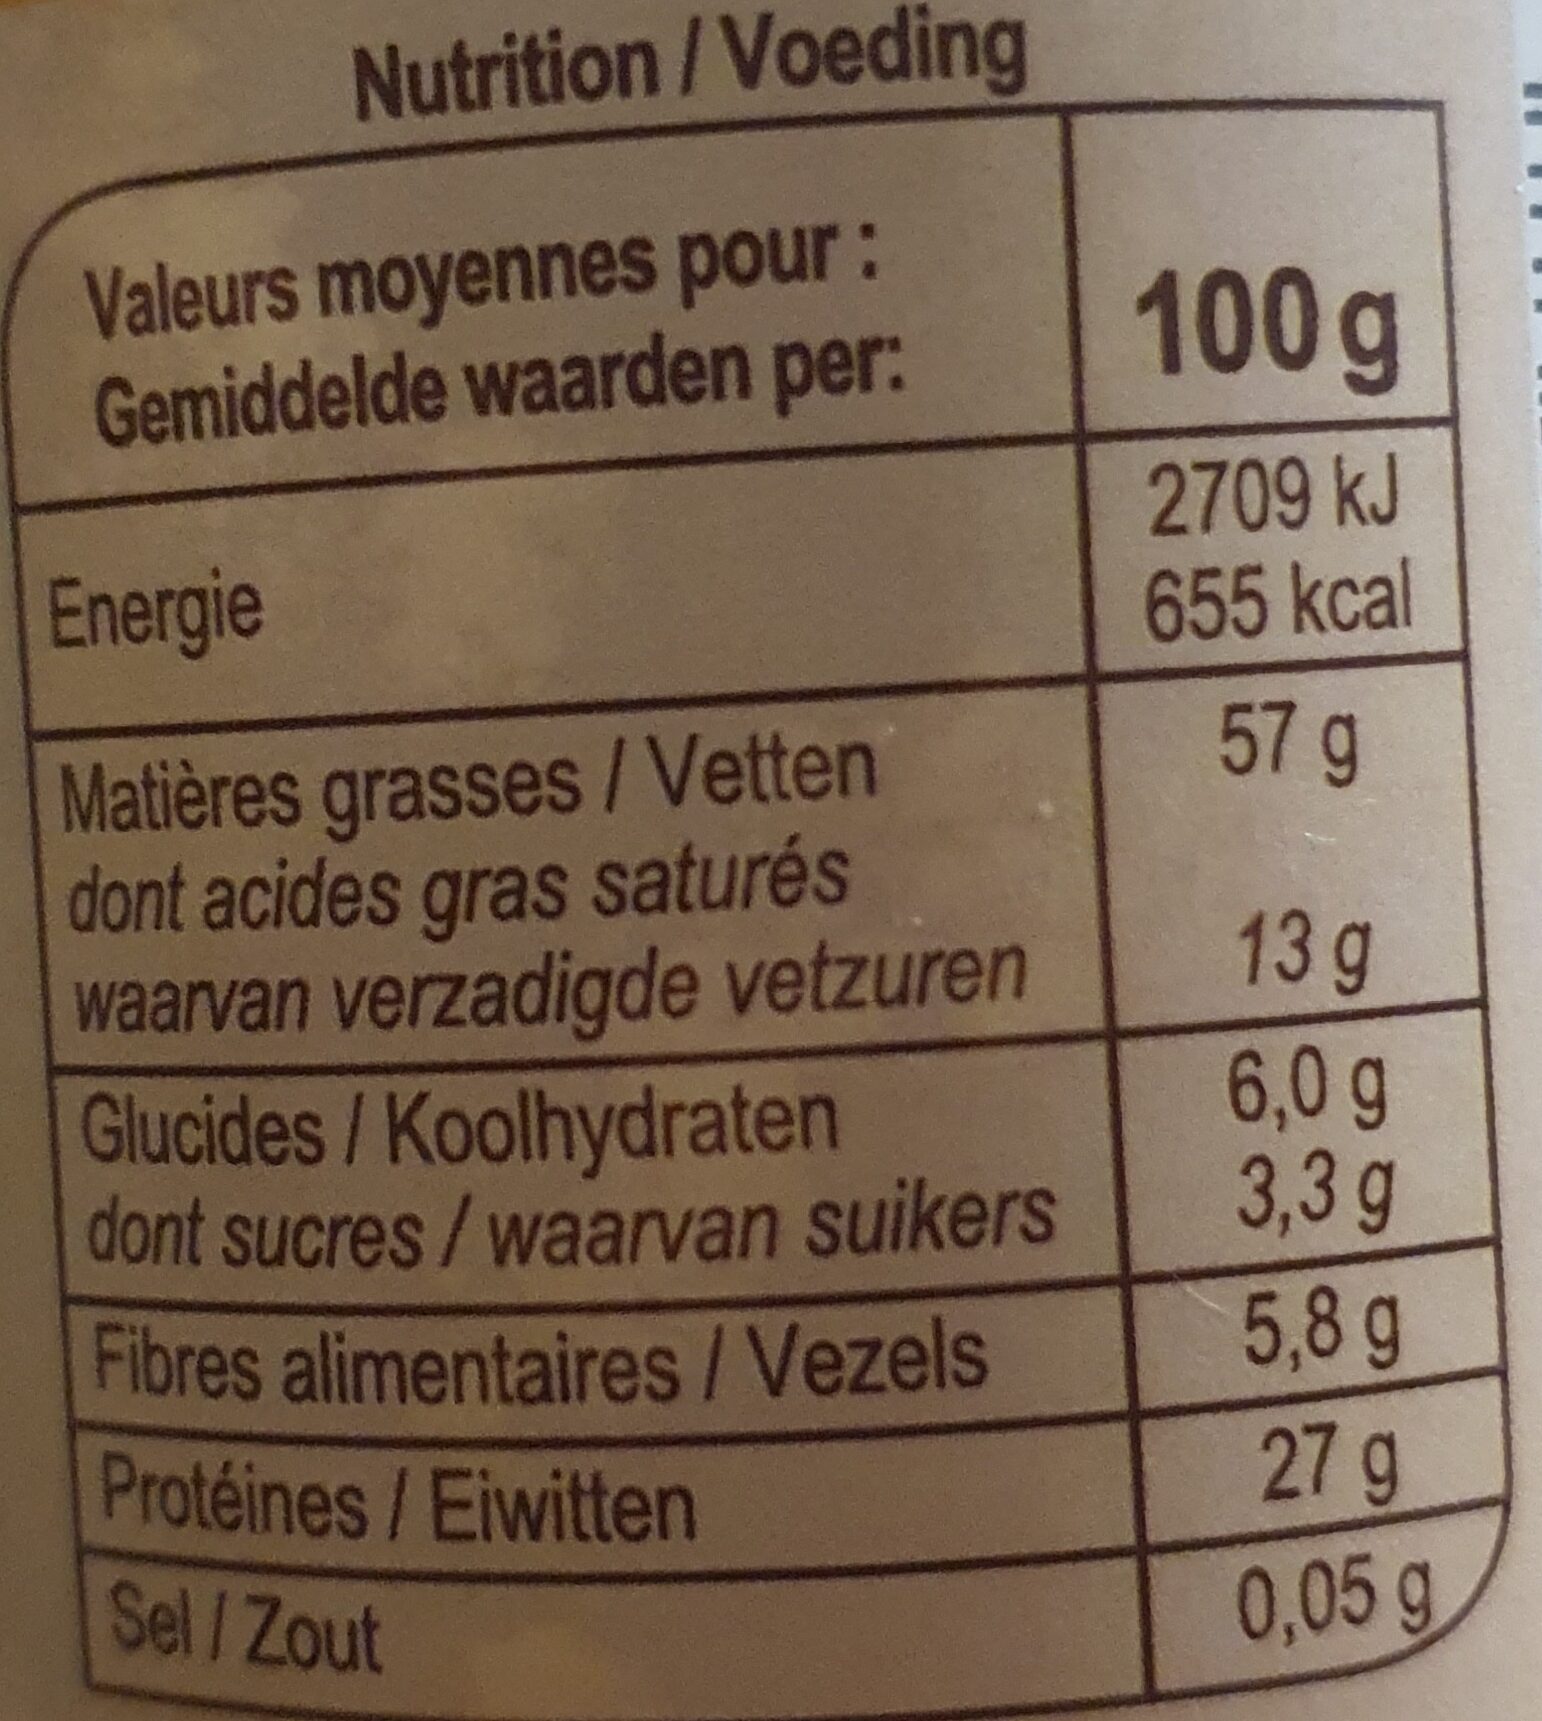 Nutrition / Voeding
Valeurs moyennes pour :
Gemiddelde waarden per:
100 g
Energie
2709 kJ
655 kcal
Matières grasses / Vetten
57 g
dont acides gras saturés
waarvan verzadigde vetzuren
13 g
Glucides / Koolhydraten
6,0 g
dont sucres / waarvan suikers
3,3 g
Fibres alimentaires / Vezels
5,8 g
Protéines / Eiwitten
27 g
Sel / Zout
0,05 g